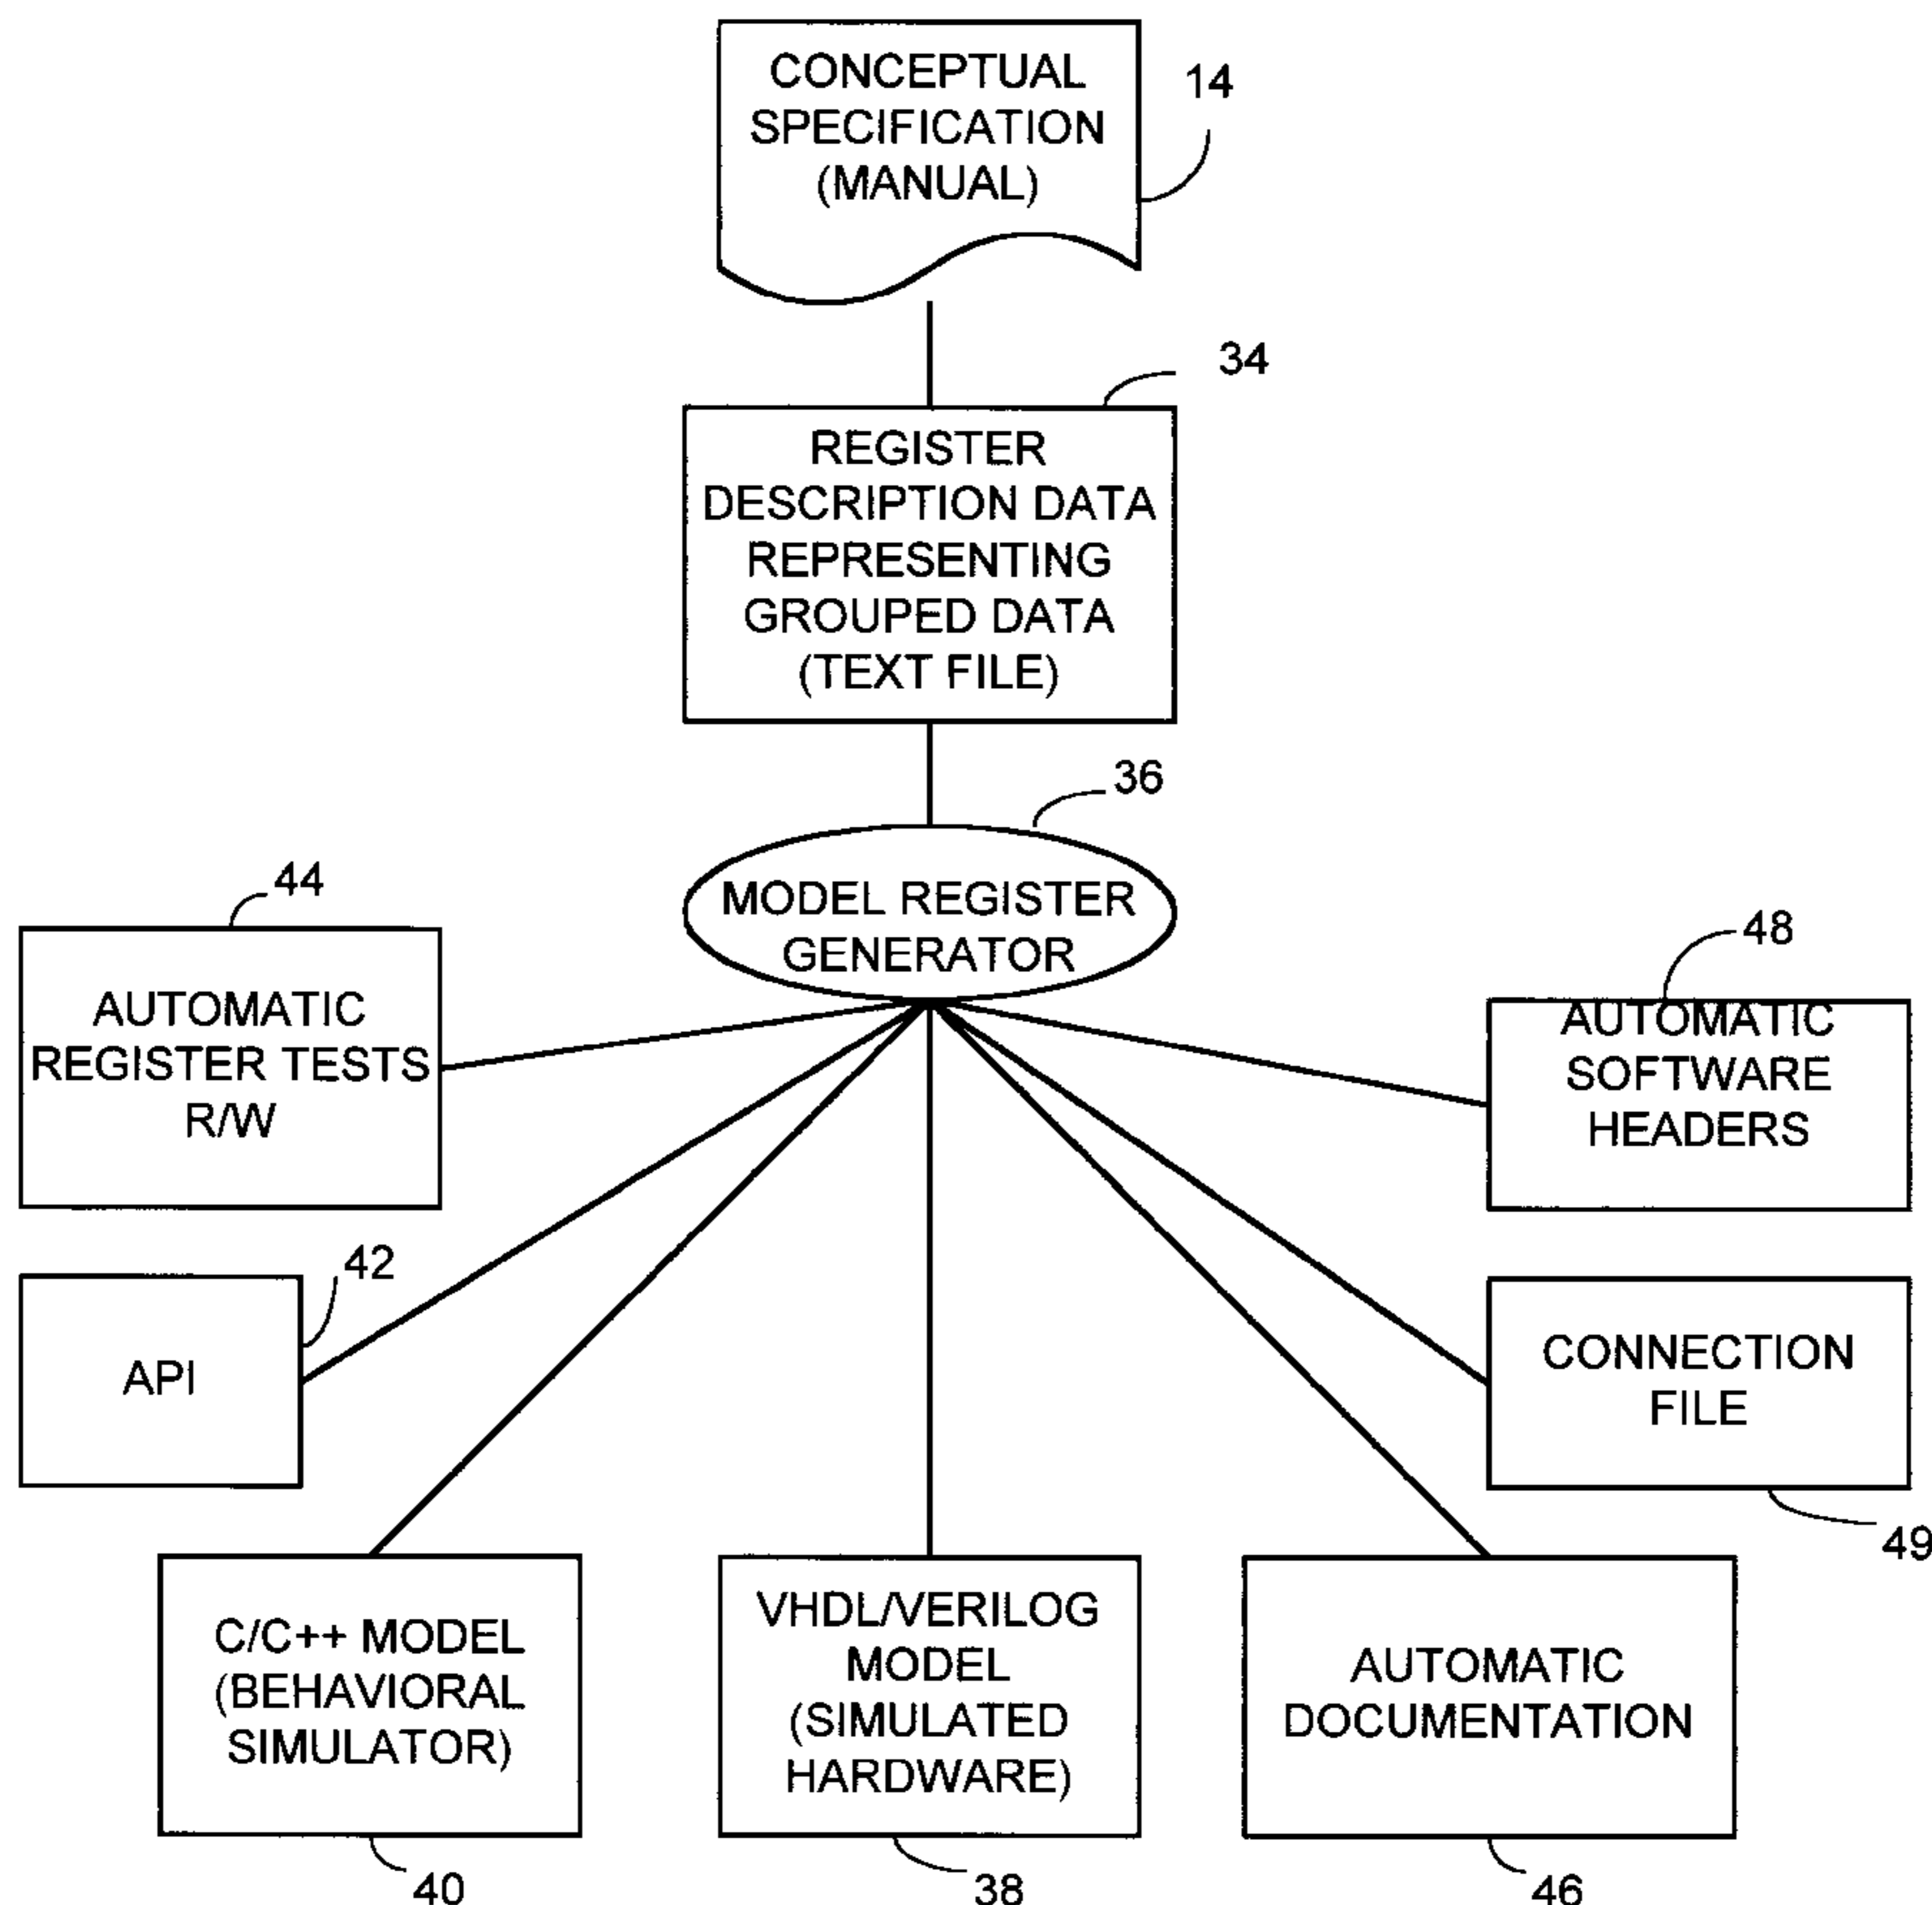 CONCEPTUAL
SPECIFICATION
(MANUAL)
14
34
REGISTER
DESCRIPTION DATA
REPRESENTING
GROUPED DATA
(TEXT FILE)
36
MODEL REGISTER
GENERATOR
44
AUTOMATIC
REGISTER TESTS
R/W
48
AUTOMATIC
SOFTWARE
HEADERS
42
API
CONNECTION
FILE
49
C/C++ MODEL
(BEHAVIORAL
SIMULATOR)
40
VHDL/VERILOG
MODEL
(SIMULATED
HARDWARE)
38
AUTOMATIC
DOCUMENTATION
46